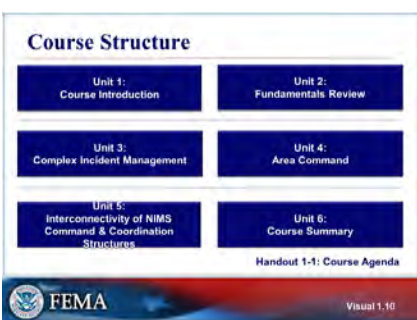 Course Structure
Unit 1:
Course Introduction
Unit 2:
Fundamentals Review
Unit 3:
Complex Incident Management
Unit 4:
Area Command
Unit 5:
Interconnectivity of NIMS
Command & Coordination
Structures
Unit 6:
Course Summary
Handout 1-1: Course Agenda
FEMA
Visual 1.10